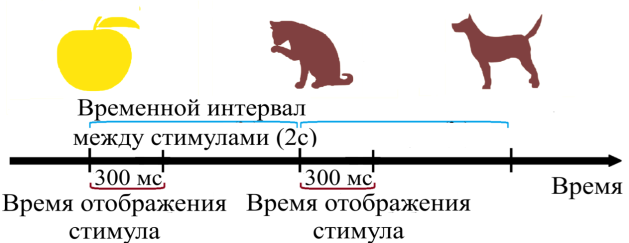 Временной интервал
между стимулами (2с)
300 мс
300 мс
Время
Время отображения
стимула
Время отображения
стимула